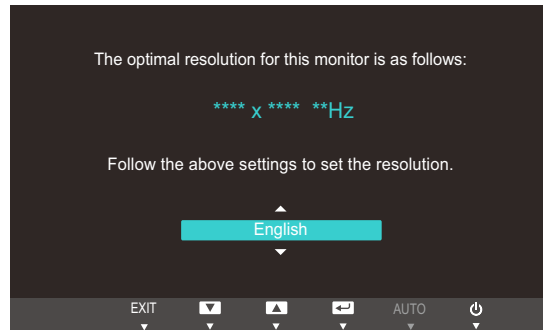 The optimal resolution for this monitor is as follows:
**** x **** **Hz
Follow the above settings to set the resolution.
English
EXIT AUTO